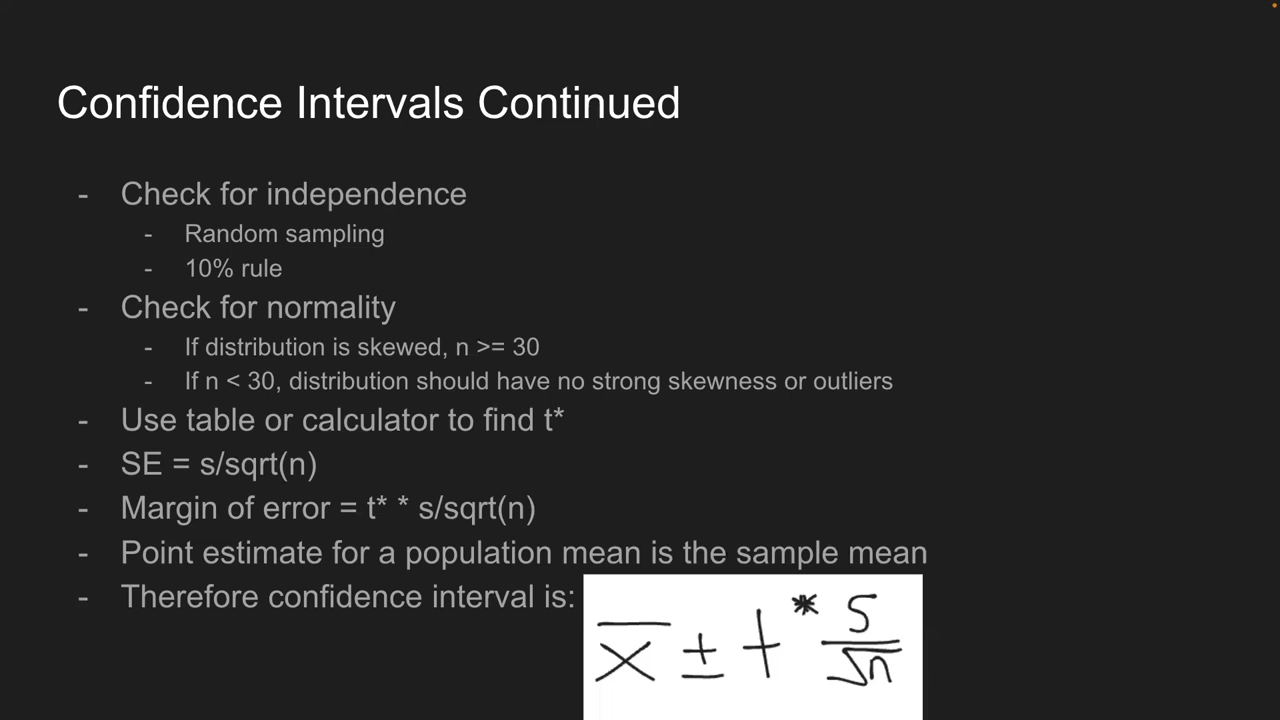 Confidence Intervals Continued
- Check for independence
- Random sampling
- 10% rule
- Check for normality
- If distribution is skewed, n >= 30
- If n < 30, distribution should have no strong skewness or outliers
- Use table or calculator to find t*
- SE = s/sqrt(n)
- Margin of error = t* * s/sqrt(n)
- Point estimate for a population mean is the sample mean
- Therefore confidence interval is: x̅ ± t* s/√n